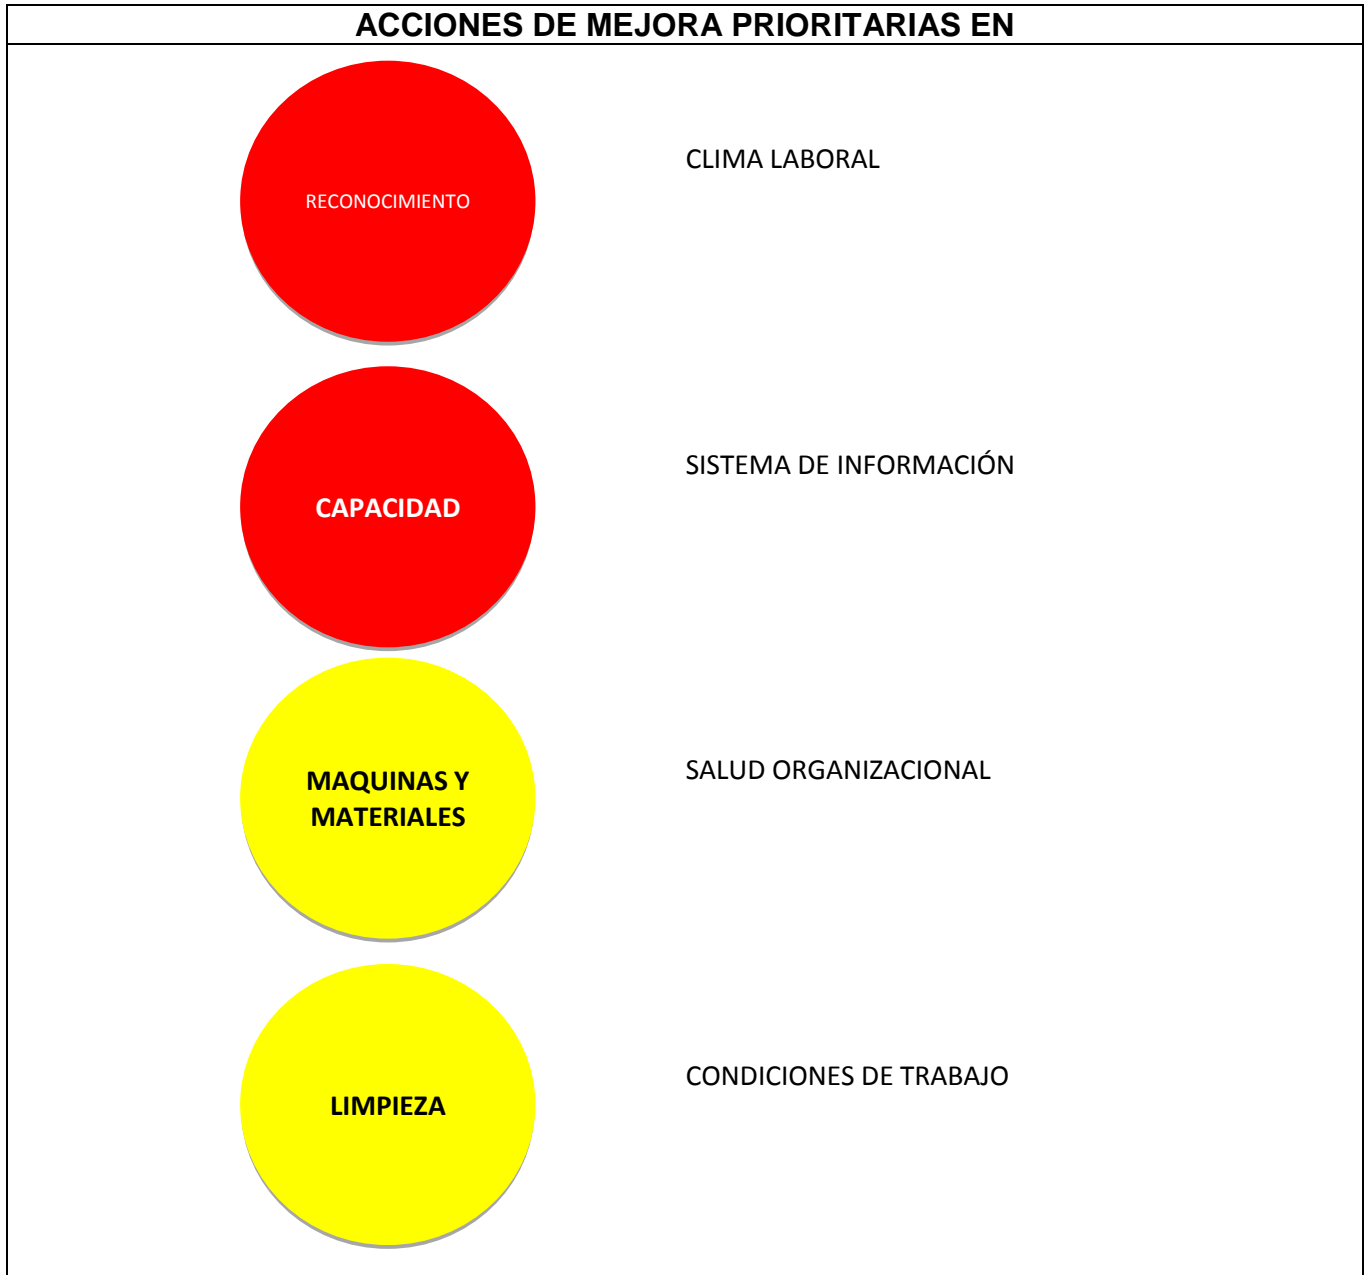 ACCIONES DE MEJORA PRIORITARIAS EN
RECONOCIMIENTO
CLIMA LABORAL
CAPACIDAD
SISTEMA DE INFORMACIÓN
MAQUINAS Y
MATERIALES
SALUD ORGANIZACIONAL
LIMPIEZA
CONDICIONES DE TRABAJO